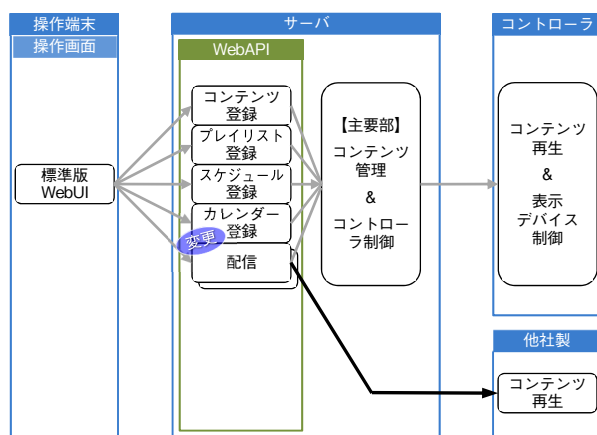 操作端末
操作画面
標準版
WebUI
サーバ
WebAPI
コンテンツ
登録
プレイリスト
登録
スケジュール
登録
カレンダー
登録
変更
配信
【主要部】
コンテンツ
管理
&
コントロー
ラ制御
コントローラ
コンテンツ
再生
&
表示
デバイス
制御
他社製
コンテンツ
再生